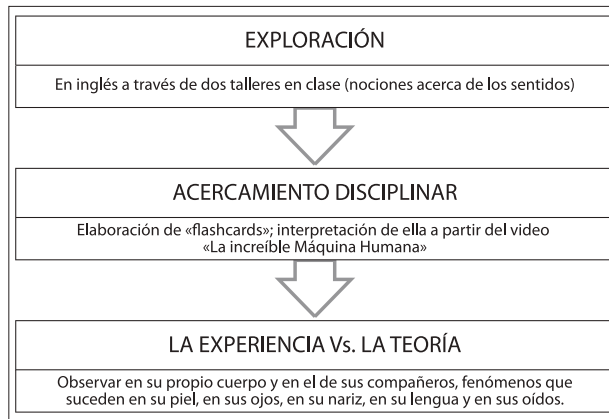 EXPLORACIÓN
En inglés a través de dos talleres en clase (nociones acerca de los sentidos)
ACERCAMIENTO DISCIPLINAR
Elaboración de «flashcards»; interpretación de ella a partir del video
«La increíble Máquina Humana»
LA EXPERIENCIA Vs. LA TEORÍA
Observar en su propio cuerpo y en el de sus compañeros, fenómenos que
suceden en su piel, en sus ojos, en su nariz, en su lengua y en sus oídos.